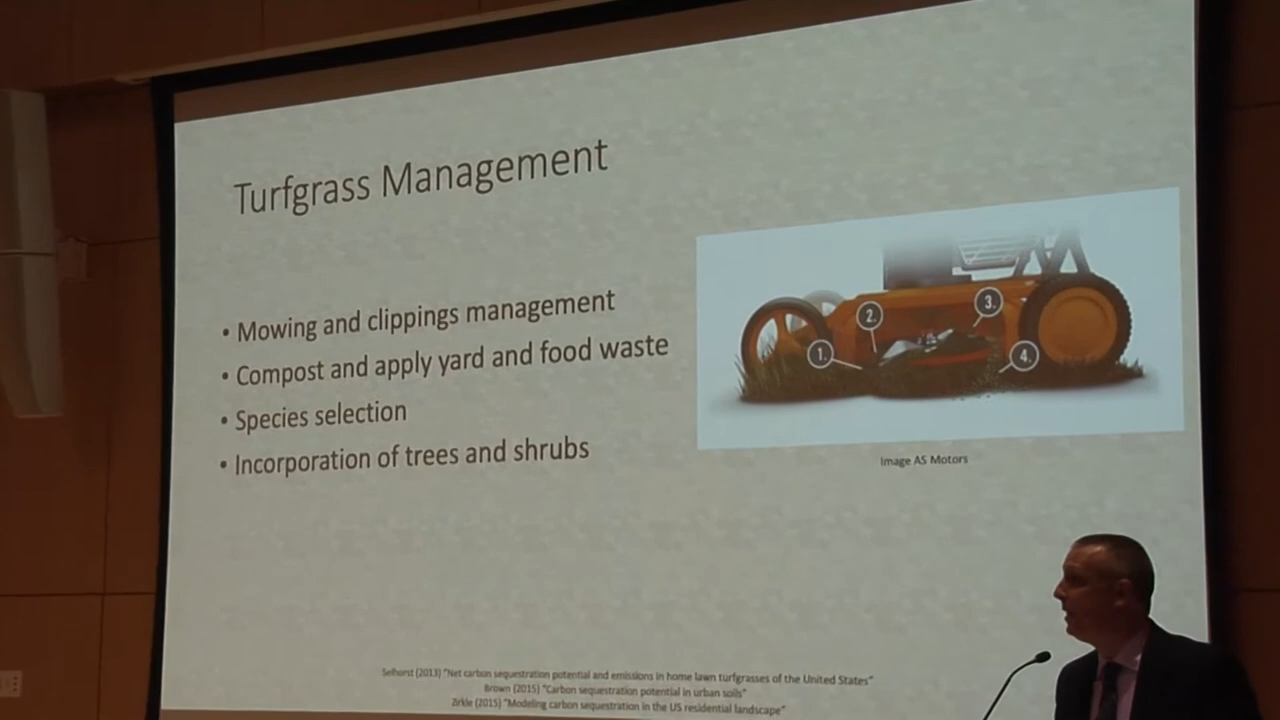 Turfgrass Management
• Mowing and clippings management
• Compost and apply yard and food waste
• Species selection
• Incorporation of trees and shrubs
1.
2.
3.
4.
Image AS Motors
Selhorst (2013) "Net carbon sequestration potential and emissions in home lawn turfgrasses of the United States"
Brown (2015) "Carbon sequestration potential in urban soils"
Zirkle (2015) "Modeling carbon sequestration in the US residential landscape"